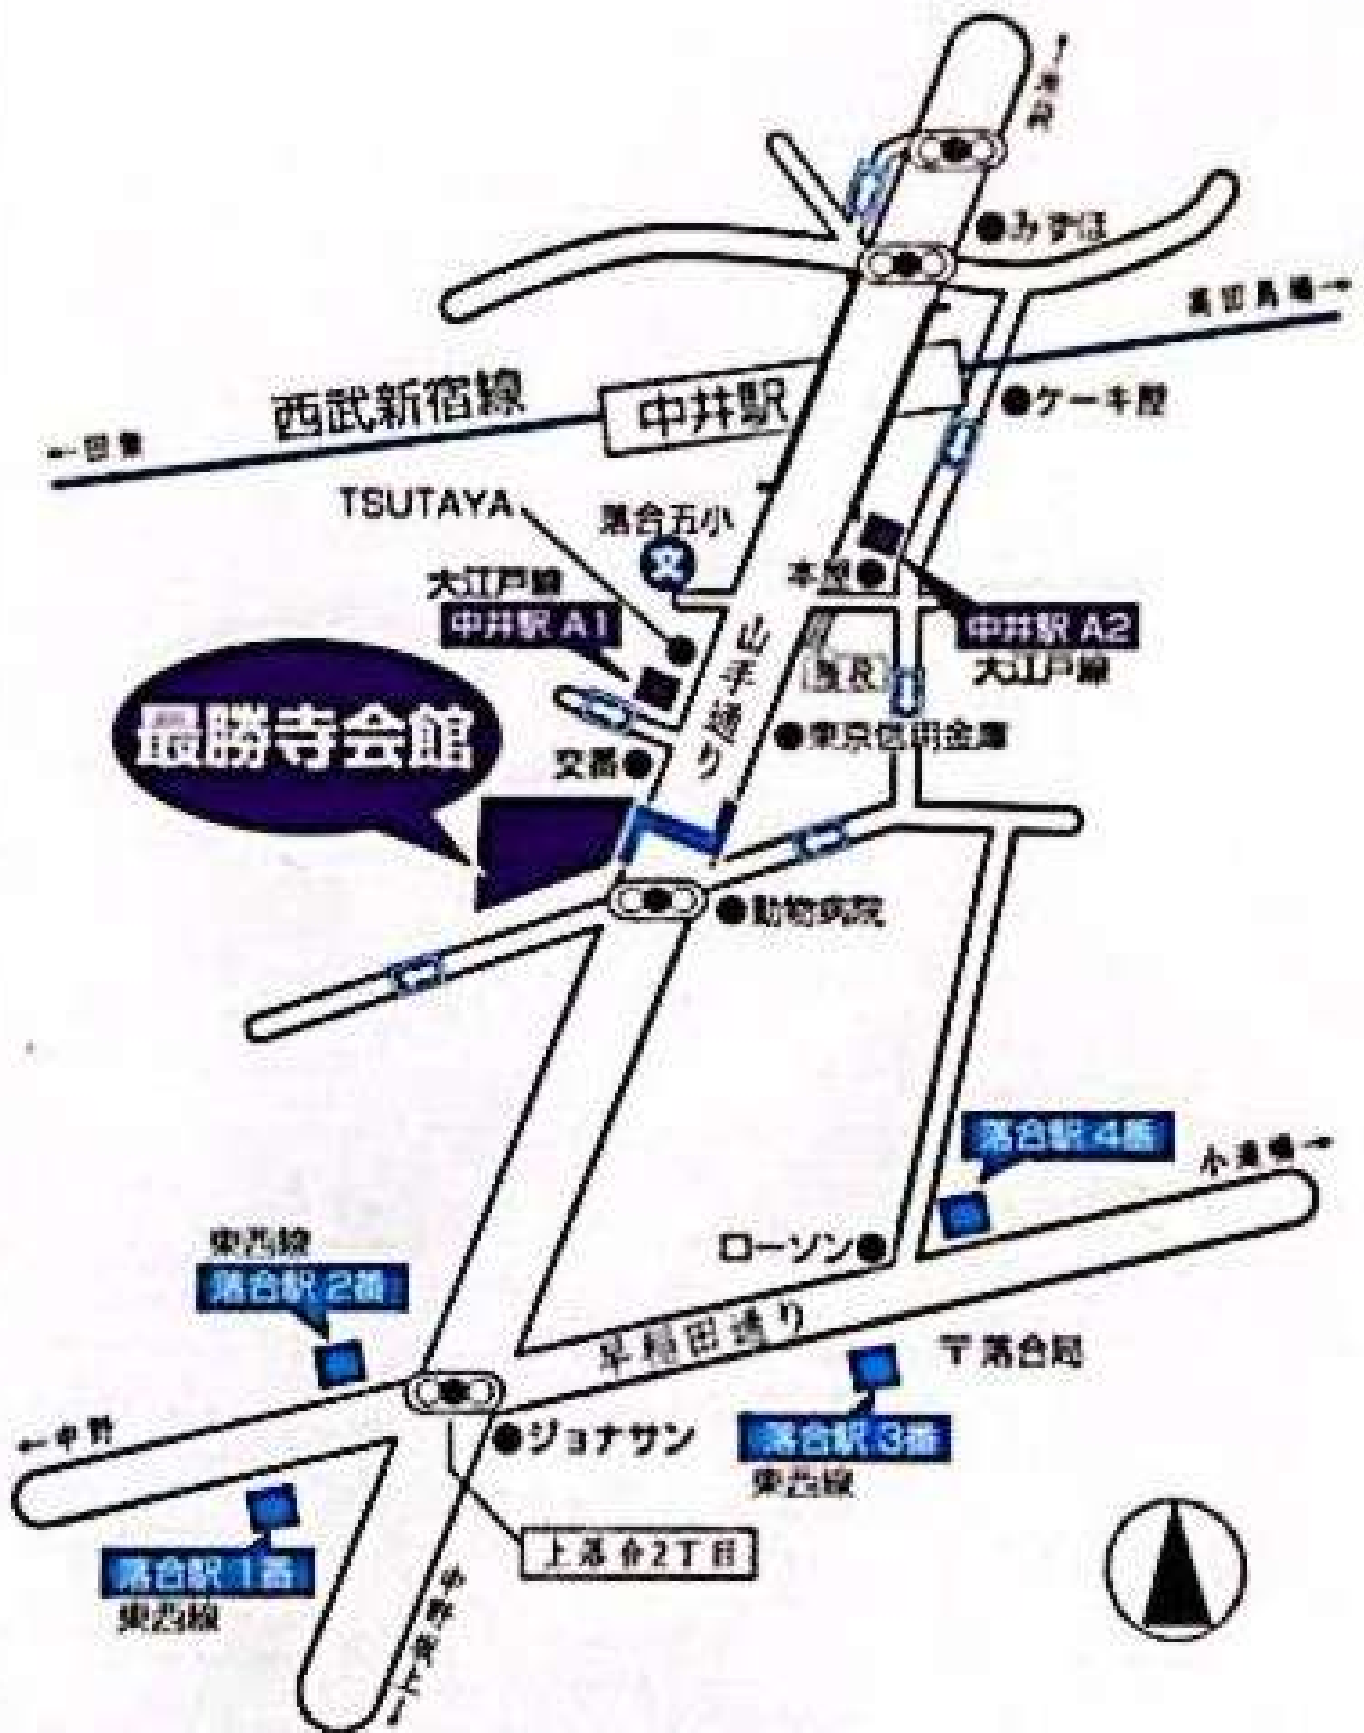 ↑池袋
●みずほ
高田馬場→
西武新宿線
中井駅
●ケーキ屋
←田無
TSUTAYA
落合五小
文
本屋●
大江戸線
中井駅 A1
中井駅 A2
大江戸線
山手通り
最勝寺会館
●東京信用金庫
交番●
●動物病院
落合駅 4番
小滝橋→
ローソン●
東西線
落合駅 2番
早稲田通り
〒落合局
←中野
●ジョナサン
落合駅 3番
東西線
上落合2丁目
落合駅 1番
東西線
中野坂上↓